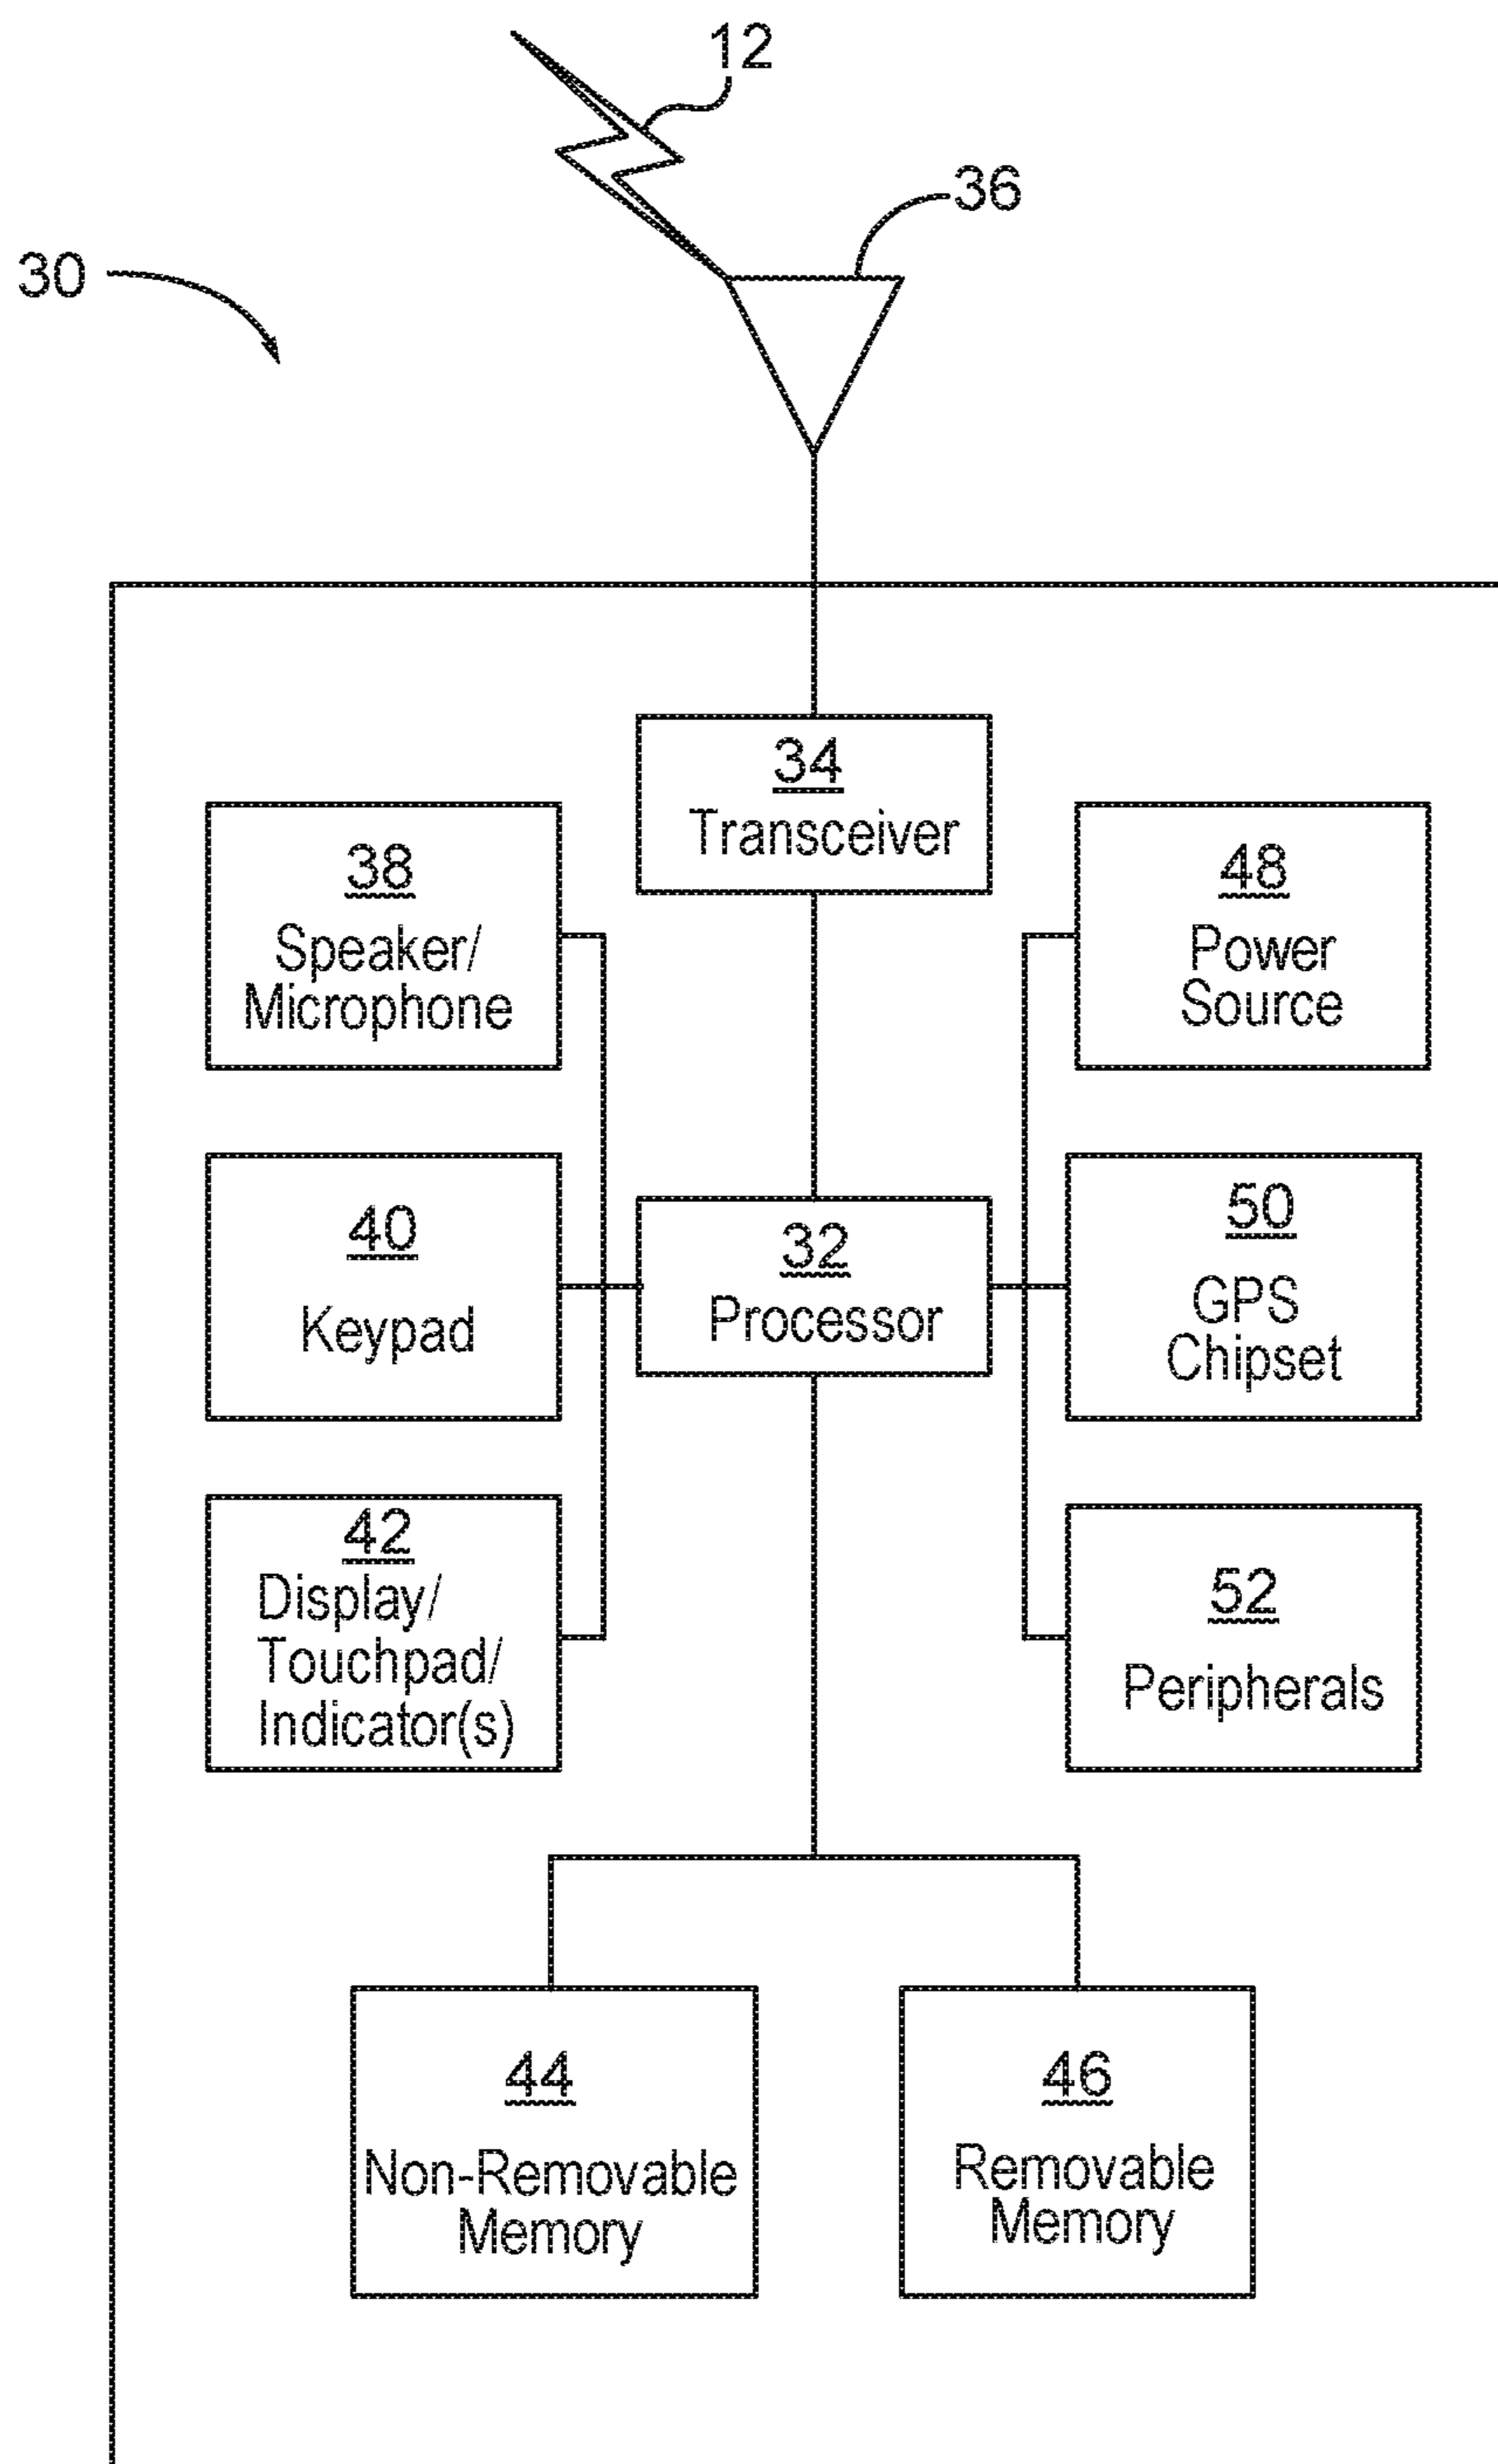 12
36
30
34
Transceiver
38
Speaker/
Microphone
48
Power
Source
40
Keypad
32
Processor
50
GPS
Chipset
42
Display/
Touchpad/
Indicator(s)
52
Peripherals
44
Non-Removable
Memory
46
Removable
Memory